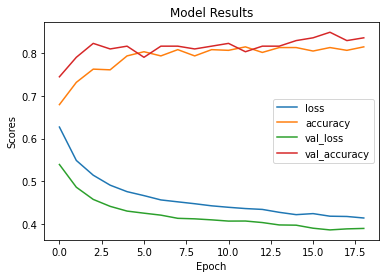 Model Results
Scores
0.8
0.7
0.6
0.5
0.4
loss
accuracy
val_loss
val_accuracy
0.0 2.5 5.0 7.5 10.0 12.5 15.0 17.5
Epoch